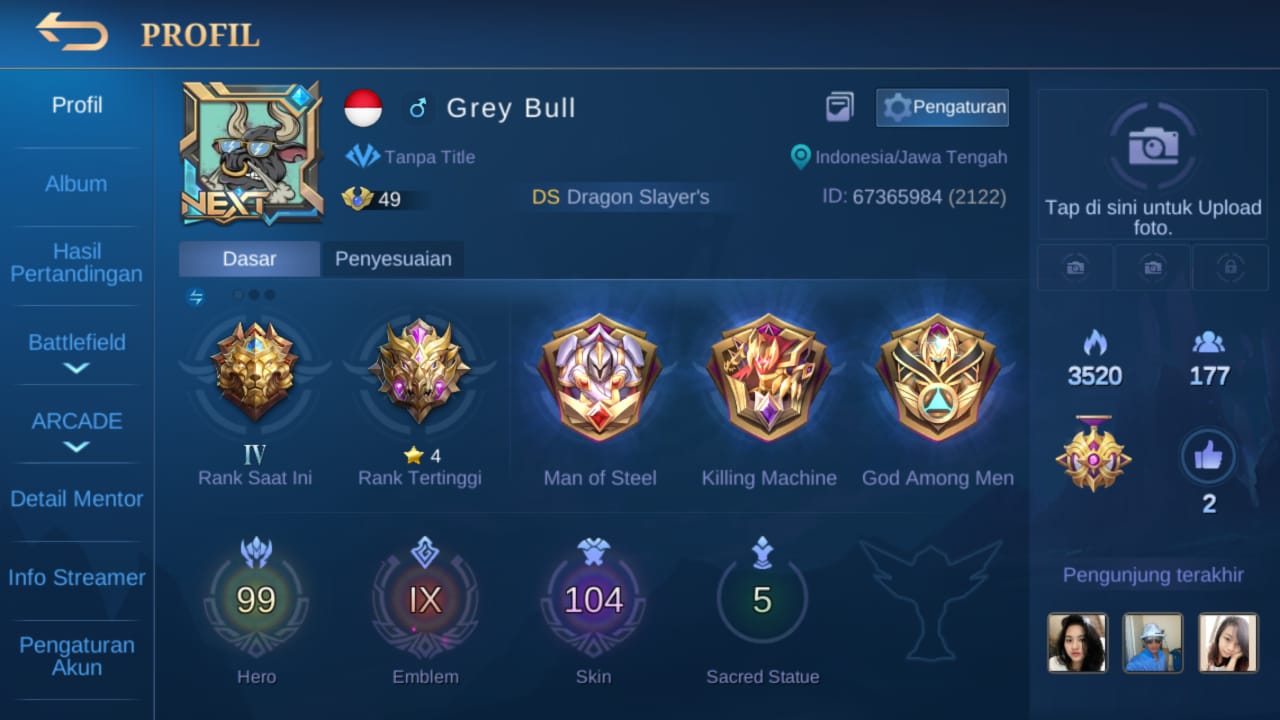 PROFIL
Profil
Album
Hasil
Pertandingan
Battlefield
ARCADE
Detail Mentor
Info Streamer
Pengaturan
Akun
NEXT
Grey Bull
Pengaturan
Tanpa Title
Indonesia/Jawa Tengah
49
DS Dragon Slayer's
ID: 67365984 (2122)
Dasar
Penyesuaian
IV
Rank Saat Ini
4
Rank Tertinggi
Man of Steel
Killing Machine
God Among Men
99
Hero
IX
Emblem
104
Skin
5
Sacred Statue
Tap di sini untuk Upload
foto.
3520
177
2
Pengunjung terakhir